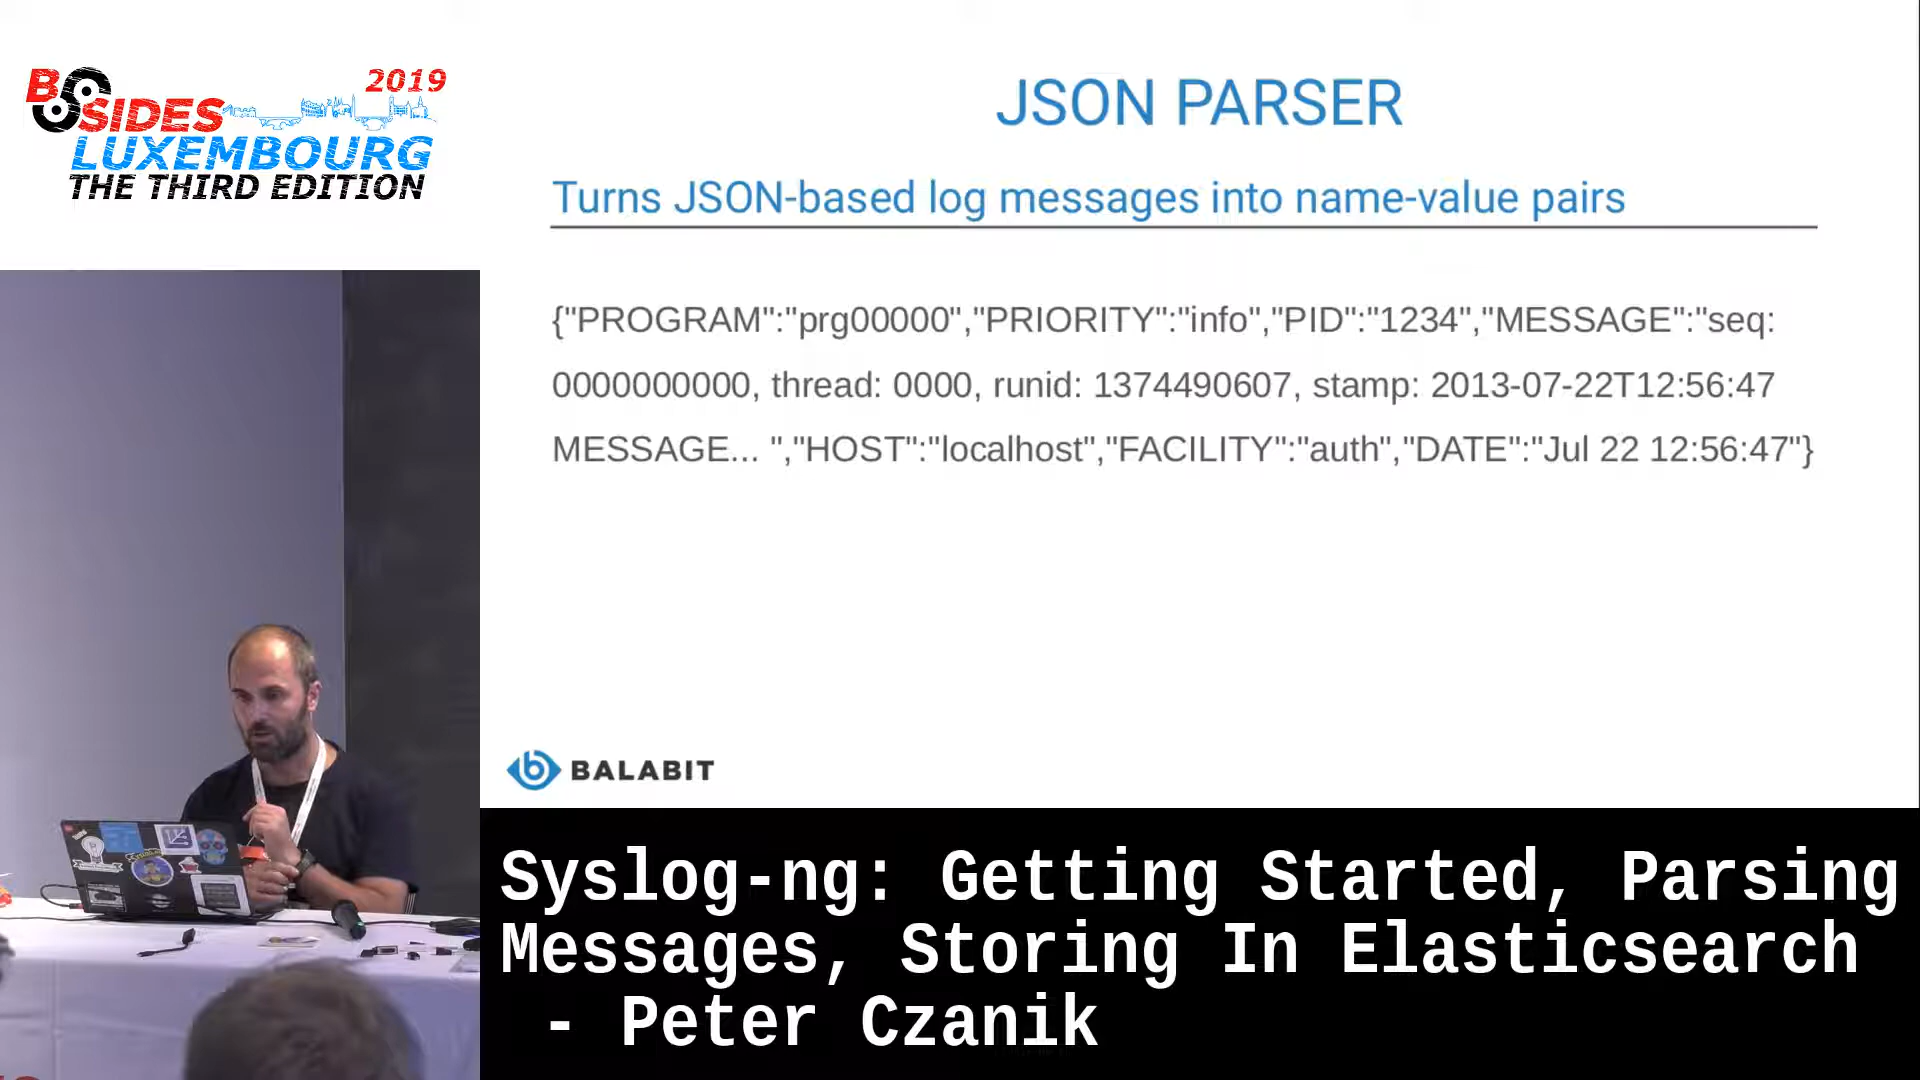 2019
BSIDES
LUXEMBOURG
THE THIRD EDITION
JSON PARSER
Turns JSON-based log messages into name-value pairs
{"PROGRAM":"prg00000","PRIORITY":"info","PID":"1234","MESSAGE":"seq:
0000000000, thread: 0000, runid: 1374490607, stamp: 2013-07-22T12:56:47
MESSAGE... ","HOST":"localhost","FACILITY":"auth","DATE":"Jul 22 12:56:47"}
BALABIT
Syslog-ng: Getting Started, Parsing
Messages, Storing In Elasticsearch
- Peter Czanik